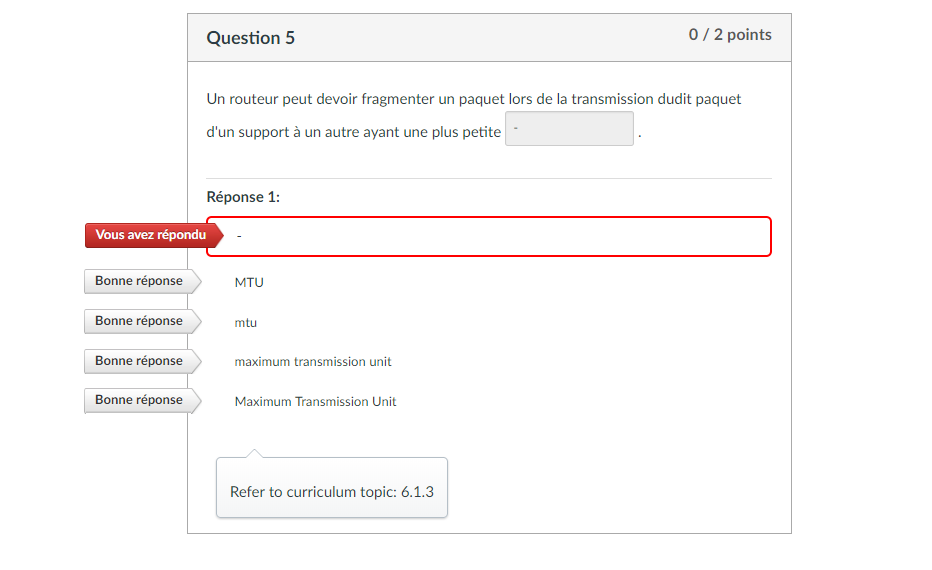 Question 5
0 / 2 points
Un routeur peut devoir fragmenter un paquet lors de la transmission dudit paquet
d'un support à un autre ayant une plus petite - .
Réponse 1:
Vous avez répondu -
Bonne réponse MTU
Bonne réponse mtu
Bonne réponse maximum transmission unit
Bonne réponse Maximum Transmission Unit
Refer to curriculum topic: 6.1.3